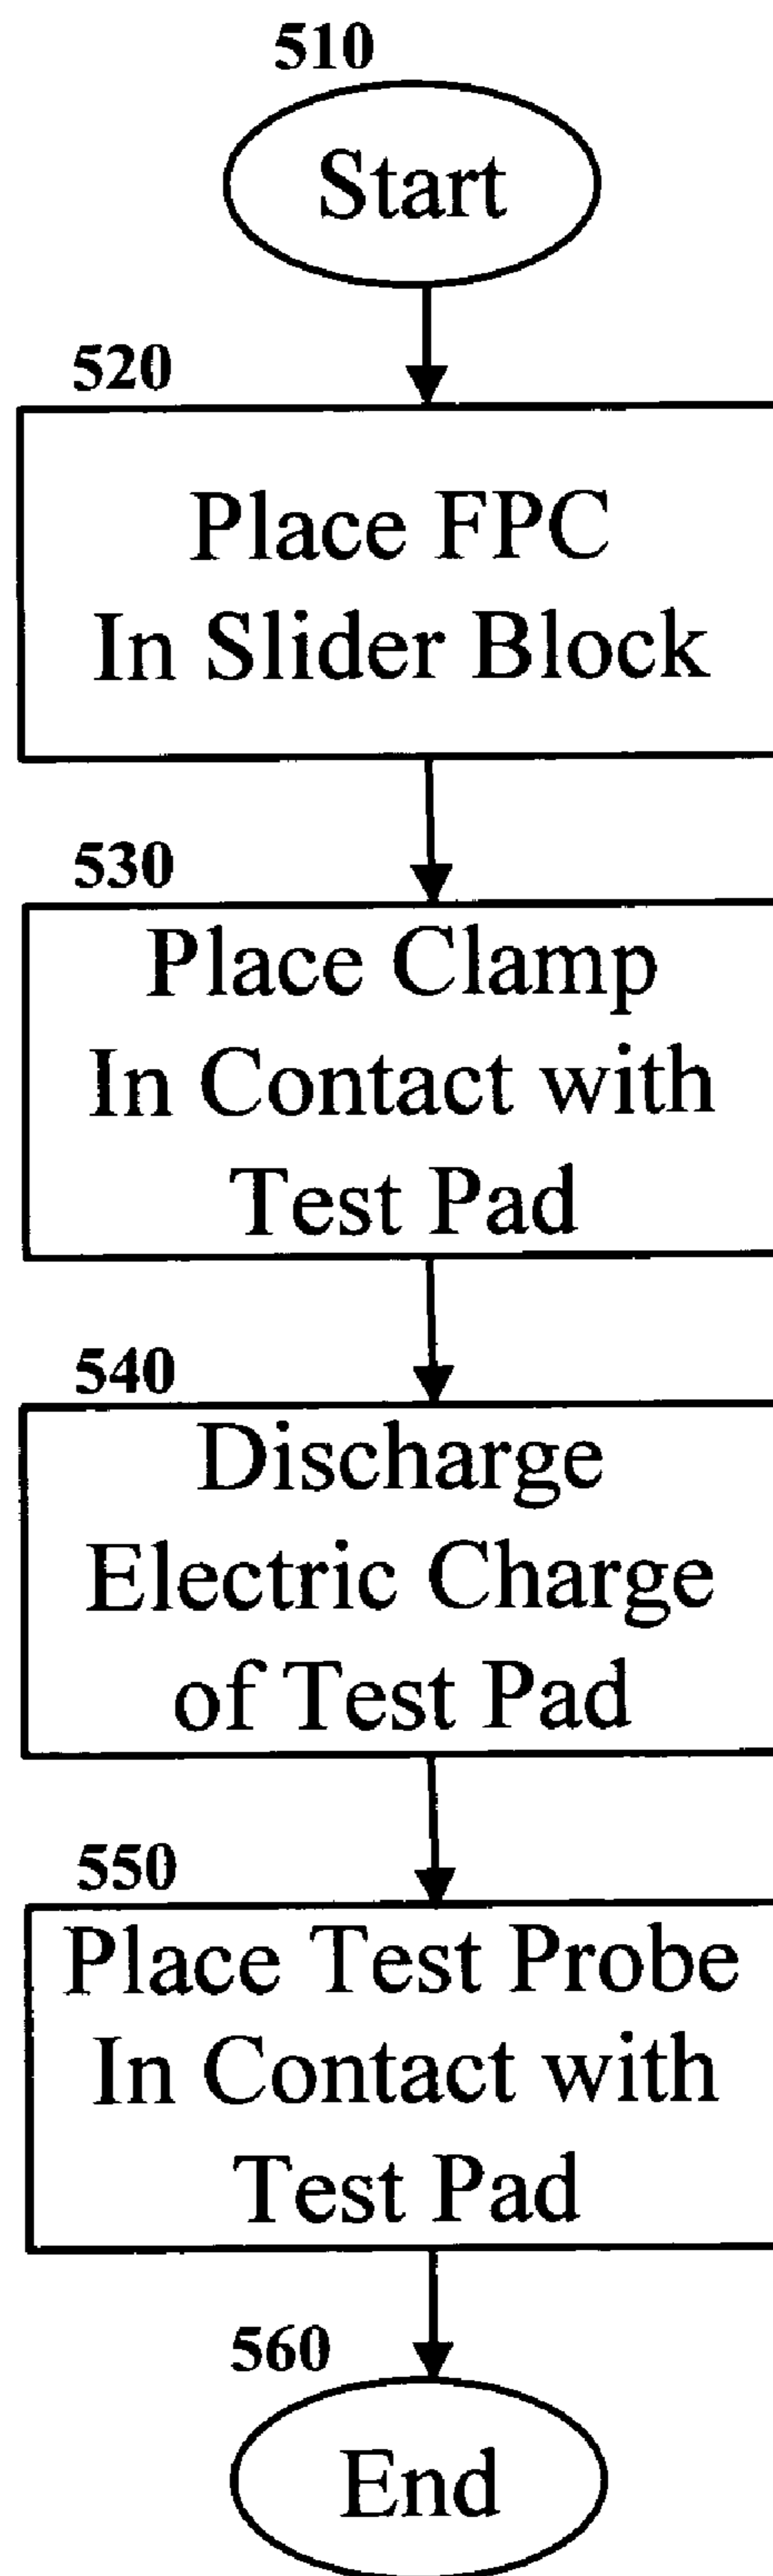 510
Start
520
Place FPC
In Slider Block
530
Place Clamp
In Contact with
Test Pad
540
Discharge
Electric Charge
of Test Pad
550
Place Test Probe
In Contact with
Test Pad
560
End